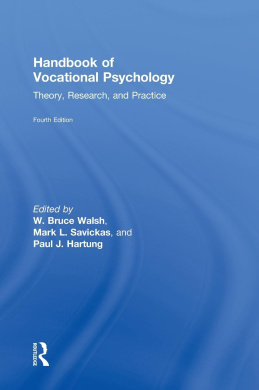 Handbook of
Vocational Psychology
Theory, Research, and Practice
Fourth Edition
Edited by
W. Bruce Walsh,
Mark L. Savickas, and
Paul J. Hartung
ROUTLEDGE